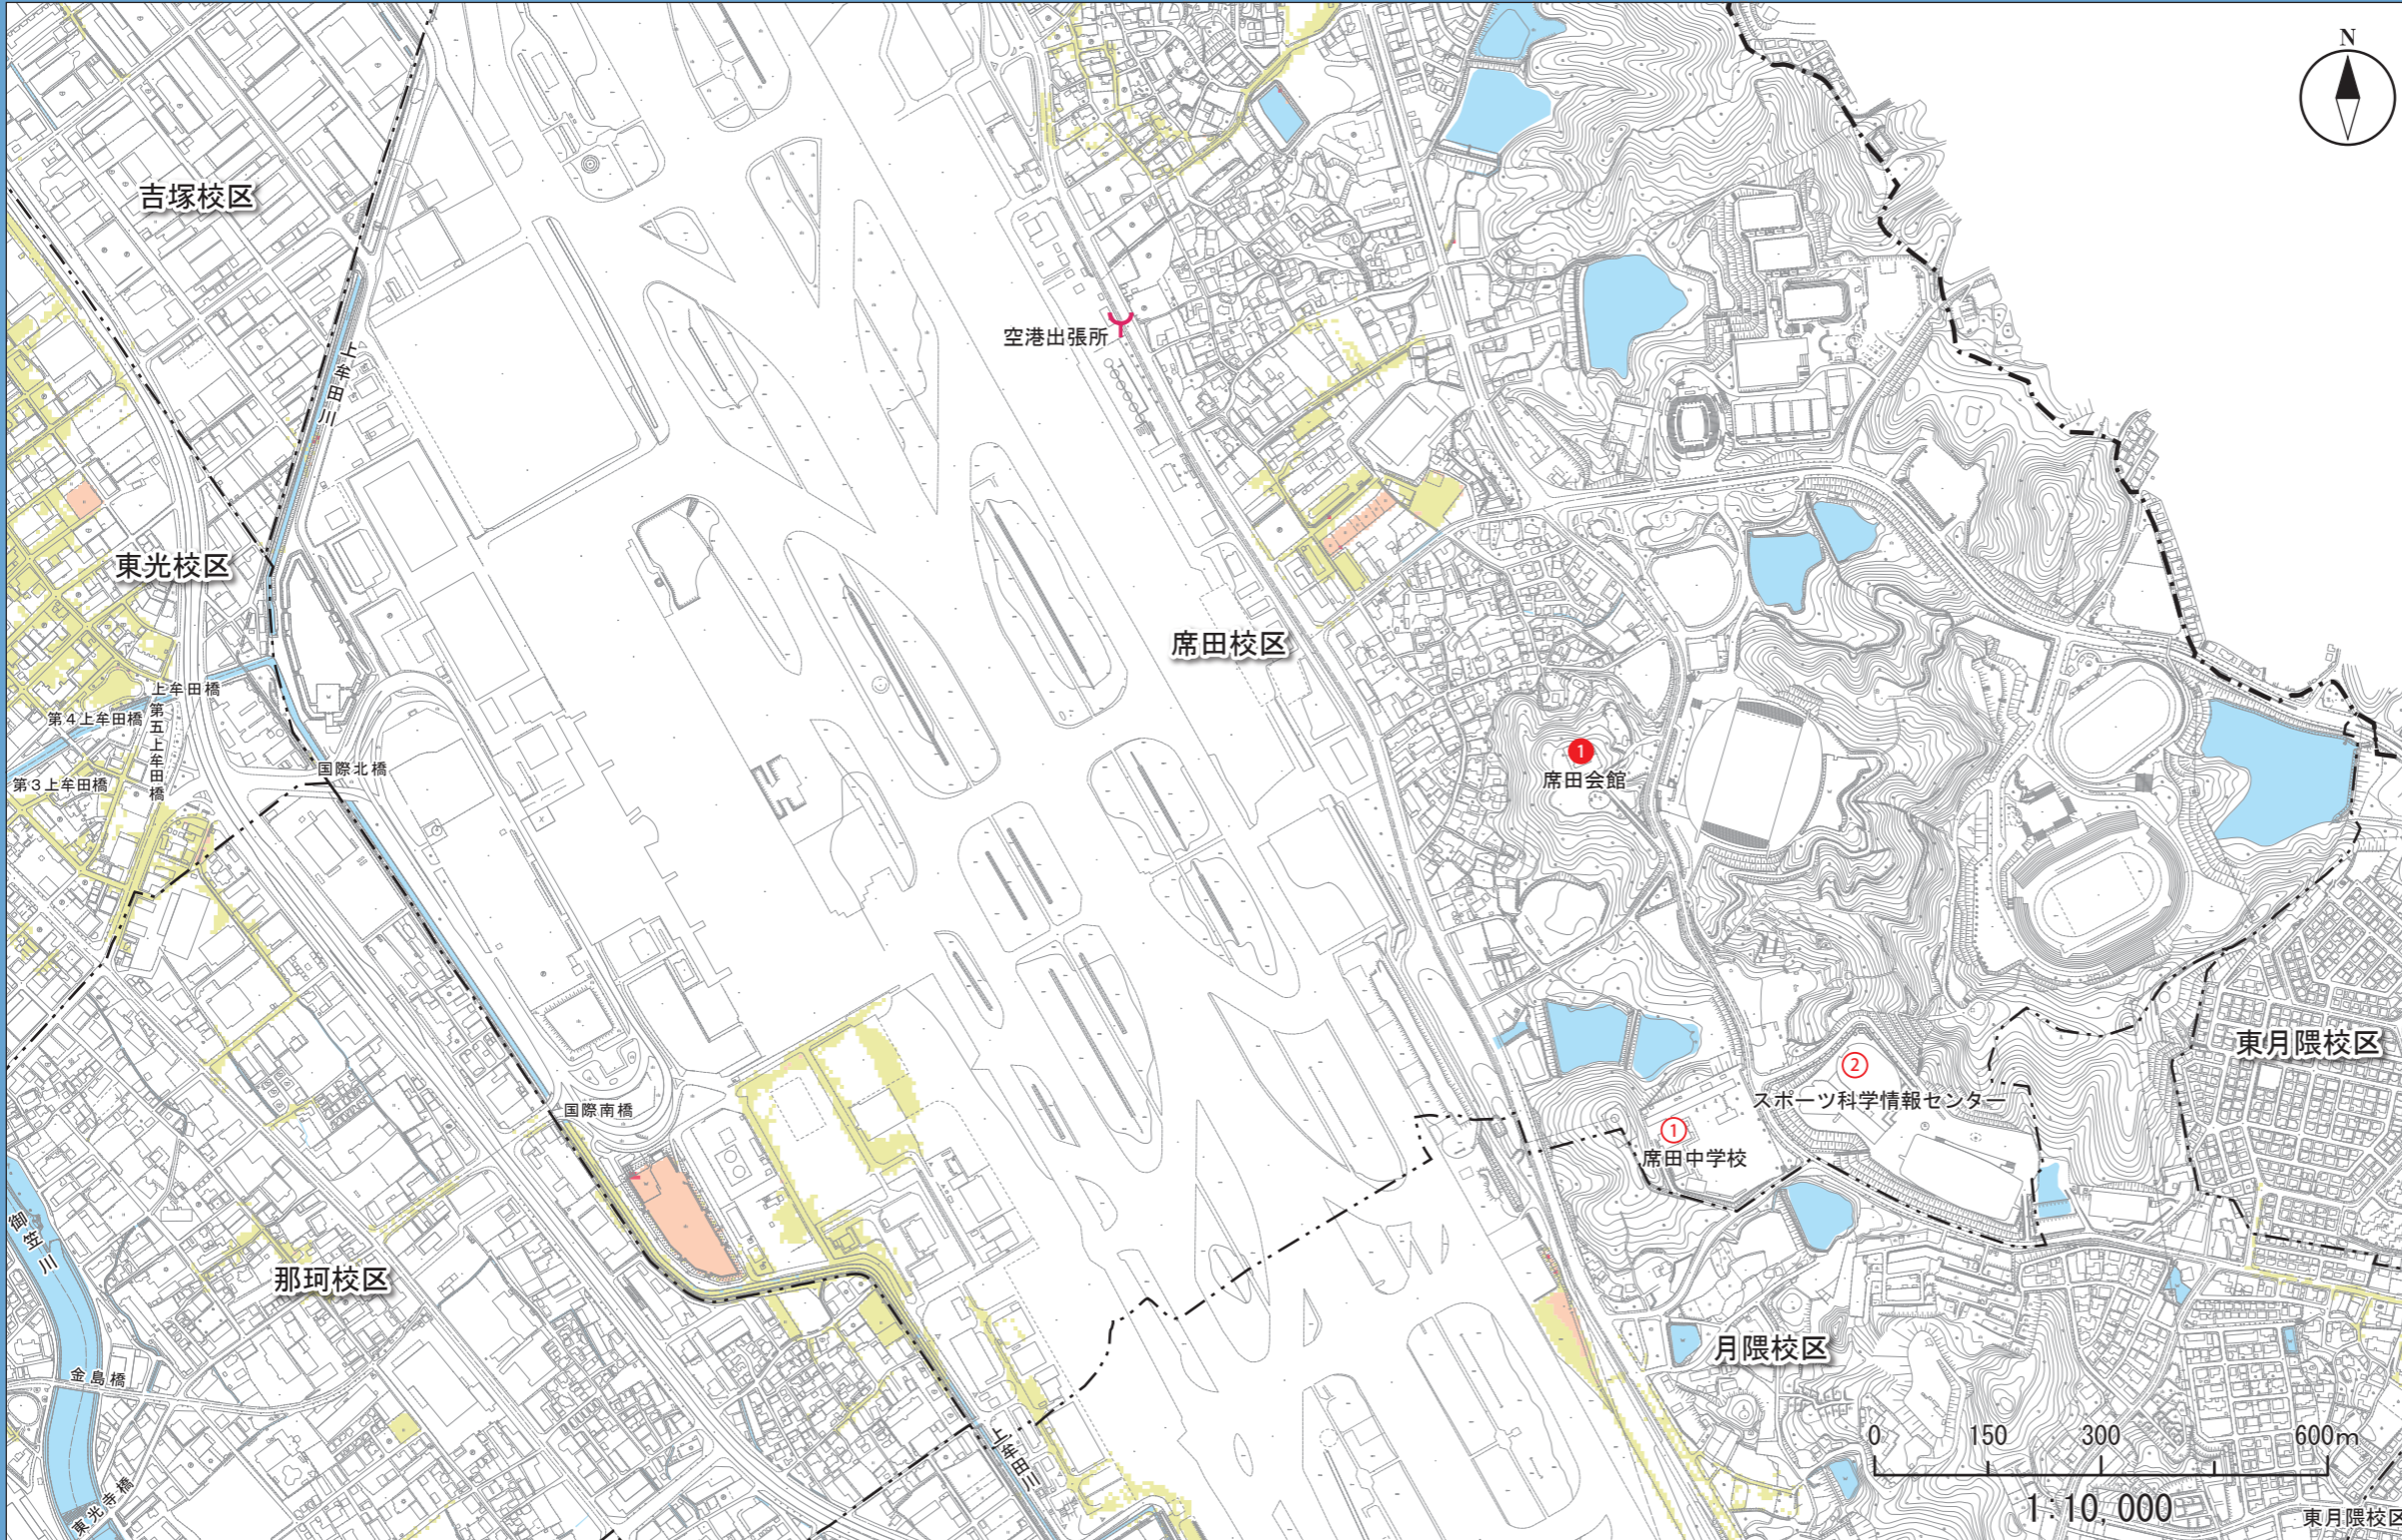 N
吉塚校区
空港出張所
上牟田川
東光校区
席田校区
上牟田橋
第4上牟田橋
第五上牟田橋
国際北橋
第3上牟田橋
1
席田会館
東月隈校区
2
スポーツ科学情報センター
国際南橋
1
席田中学校
御笠川
那珂校区
月隈校区
金島橋
上牟田川
東光寺橋
0 150 300 600m
1:10,000
東月隈校区